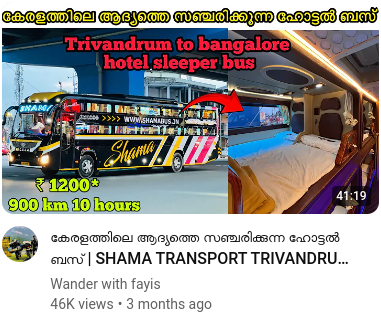 കേരളത്തിലെ ആദ്യത്തെ സഞ്ചരിക്കുന്ന ഹോട്ടൽ ബസ്
Trivandrum to bangalore
hotel sleeper bus
SHAMA
WWW.SHAMABUS.IN
Shama
₹ 1200*
900 km 10 hours
41:19
കേരളത്തിലെ ആദ്യത്തെ സഞ്ചരിക്കുന്ന ഹോട്ടൽ
ബസ് | SHAMA TRANSPORT TRIVANDRU...
Wander with fayis
46K views • 3 months ago